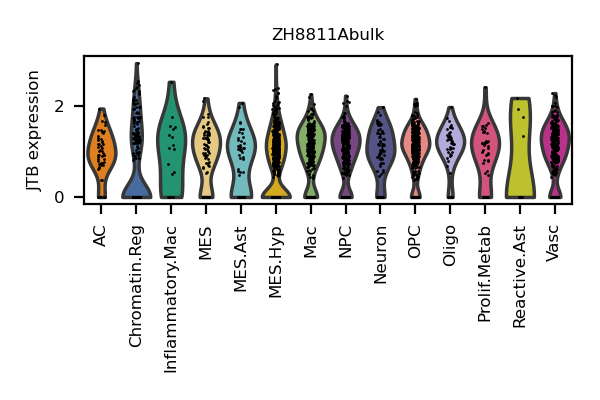 ZH8811Abulk
JTB expression
2
0
AC
Chromatin.Reg
Inflammatory.Mac
MES
MES.Ast
MES.Hyp
Mac
NPC
Neuron
OPC
Oligo
Prolif.Metab
Reactive.Ast
Vasc